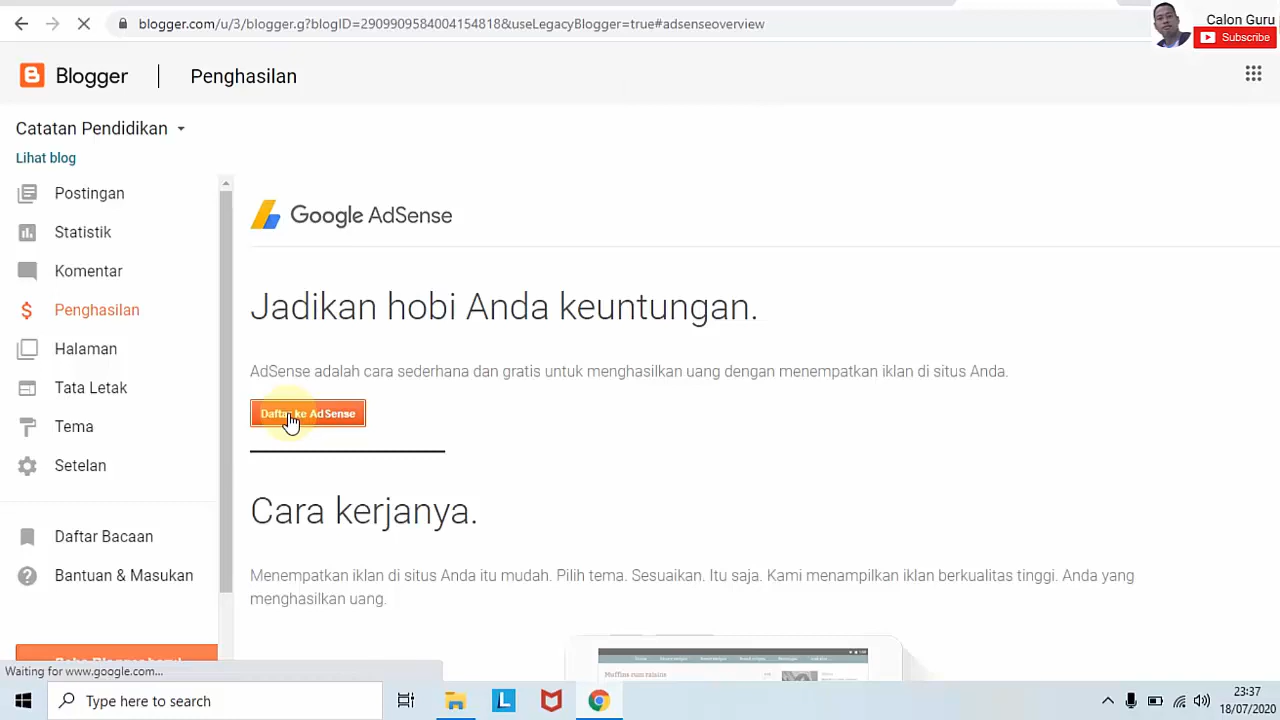 blogger.com/u/3/blogger.g?blogID=2909909584004154818&useLegacyBlogger=true#adsenseoverview
Calon Guru
Subscribe
Blogger
Penghasilan
Catatan Pendidikan
Lihat blog
Postingan
Statistik
Komentar
Penghasilan
Halaman
Tata Letak
Tema
Setelan
Daftar Bacaan
Bantuan & Masukan
Google AdSense
Jadikan hobi Anda keuntungan.
AdSense adalah cara sederhana dan gratis untuk menghasilkan uang dengan menempatkan iklan di situs Anda.
Daftar ke AdSense
Cara kerjanya.
Menempatkan iklan di situs Anda itu mudah. Pilih tema. Sesuaikan. Itu saja. Kami menampilkan iklan berkualitas tinggi. Anda yang
menghasilkan uang.
Muffins rum raisins
Waiting for www.google.com...
Type here to search
23:37
18/07/2020